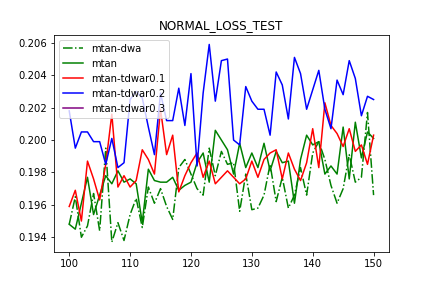 NORMAL_LOSS_TEST
0.206
0.204
0.202
0.200
0.198
0.196
0.194
mtan-dwa
mtan
mtan-tdwar0.1
mtan-tdwar0.2
mtan-tdwar0.3
100
110
120
130
140
150